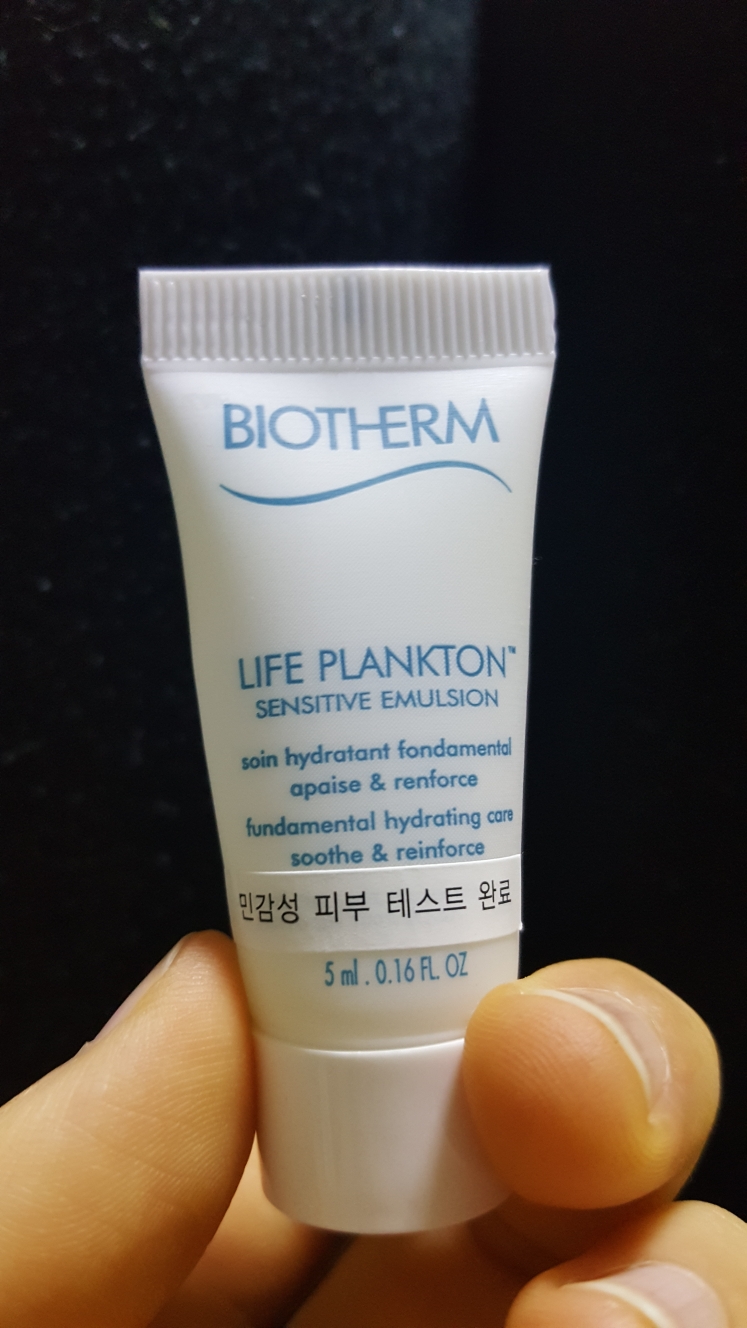 BIOTHERM
LIFE PLANKTON™
SENSITIVE EMULSION
soin hydratant fondamental
apaise & renforce
fundamental hydrating care
soothe & reinforce
민감성 피부 테스트 완료
5 ml . 0.16 FL. OZ